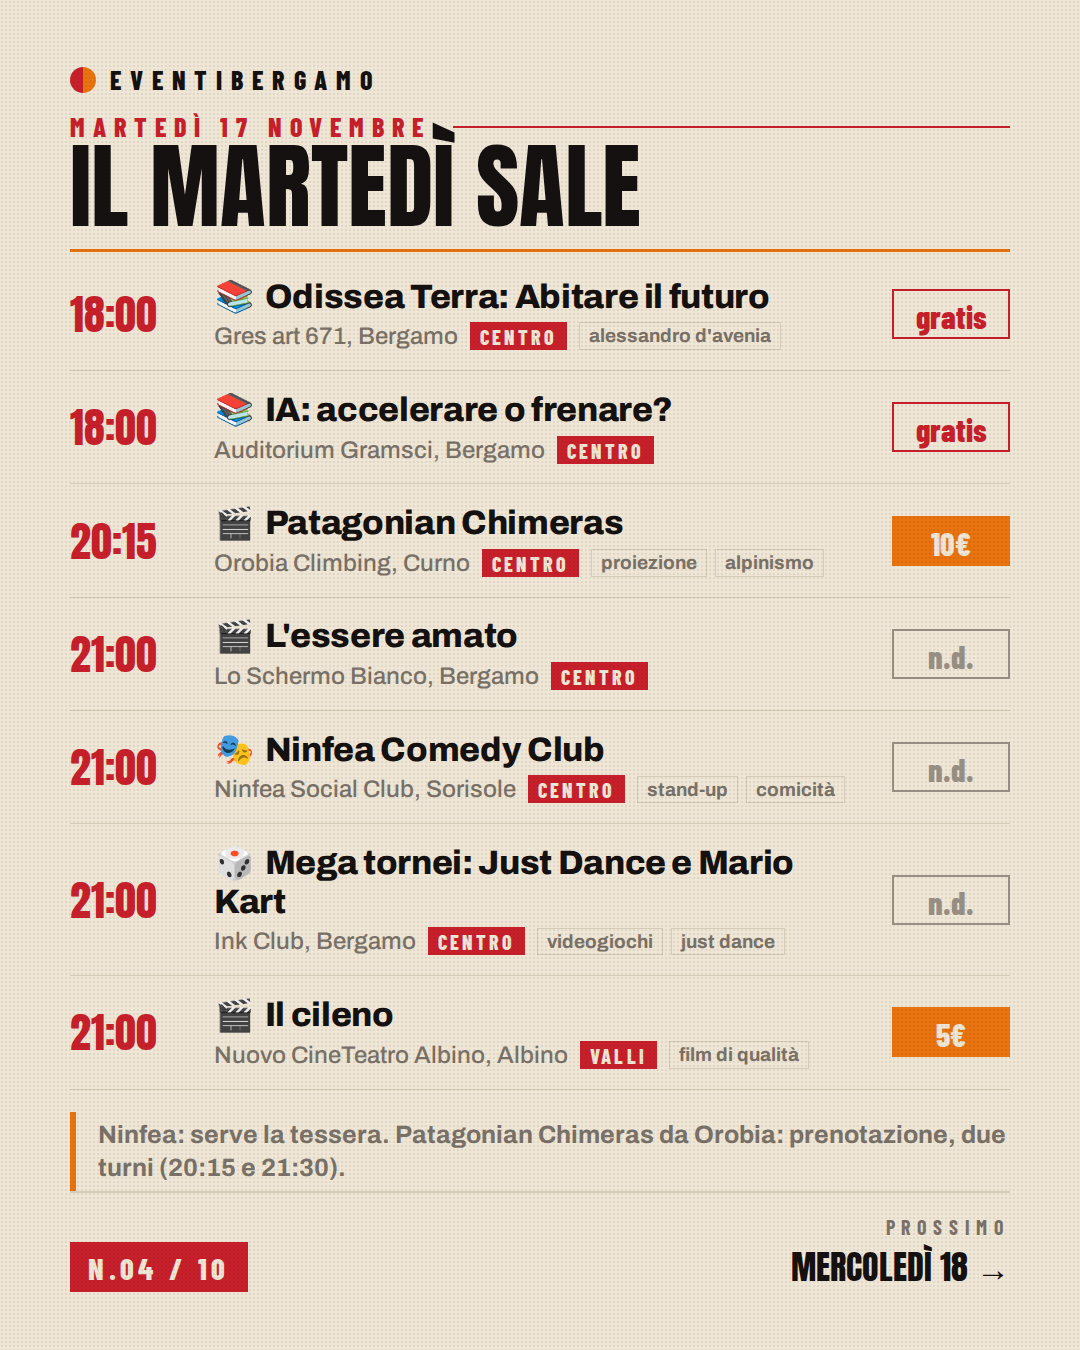 EVENTIBERGAMO
MARTEDÌ 17 NOVEMBRE
IL MARTEDÌ SALE
18:00
📚 Odissea Terra: Abitare il futuro
Gres art 671, Bergamo CENTRO alessandro d'avenia
gratis
18:00
📚 IA: accelerare o frenare?
Auditorium Gramsci, Bergamo CENTRO
gratis
20:15
🎬 Patagonian Chimeras
Orobia Climbing, Curno CENTRO proiezione alpinismo
10€
21:00
🎬 L'essere amato
Lo Schermo Bianco, Bergamo CENTRO
n.d.
21:00
🎭 Ninfea Comedy Club
Ninfea Social Club, Sorisole CENTRO stand-up comicità
n.d.
21:00
🎲 Mega tornei: Just Dance e Mario
Kart
Ink Club, Bergamo CENTRO videogiochi just dance
n.d.
21:00
🎬 Il cileno
Nuovo CineTeatro Albino, Albino VALLI film di qualità
5€
Ninfea: serve la tessera. Patagonian Chimeras da Orobia: prenotazione, due
turni (20:15 e 21:30).
N.04 / 10
PROSSIMO
MERCOLEDÌ 18 →